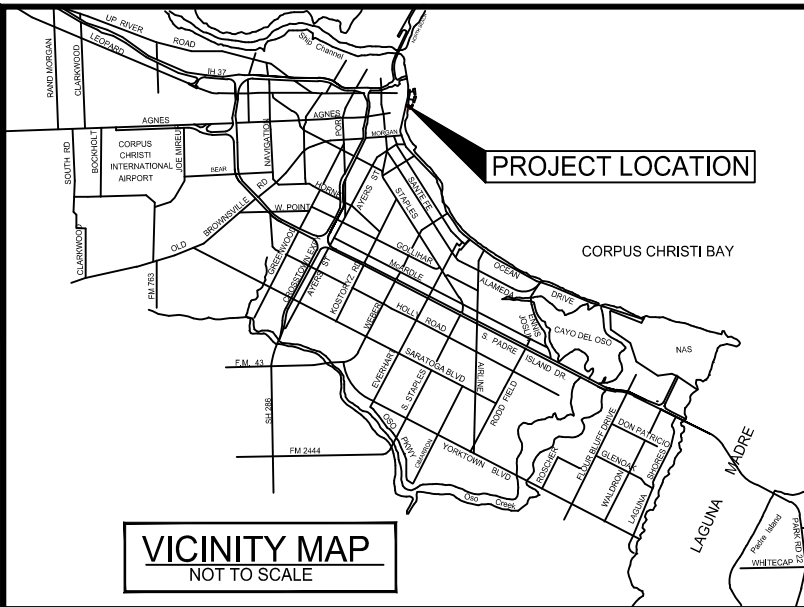 UP RIVER
ROAD
LEOPARD
RAND MORGAN
CLARKWOOD
IH 37
Ship Channel
AGNES
AGNES
PORT
MORGAN
NAVIGATION
JOE MIREUR
CORPUS
CHRISTI
INTERNATIONAL
AIRPORT
BEAR
SOUTH RD
BOCKHOLT
CLARKWOOD
PROJECT LOCATION
OLD
BROWNSVILLE
RD
HORNE
W. POINT
AYERS ST
STAPLES
SANTE FE
GREENWOOD
CROSSTOWN EXP
AYERS ST
KOSTORYZ RD
GOLLIHAR
McARDLE
WEBER
HOLLY ROAD
OCEAN
DRIVE
ALAMEDA
CORPUS CHRISTI BAY
ENNIS
JOSLIN
CAYO DEL OSO
NAS
FM 763
F.M. 43
SH 286
FM 2444
EVERHART
S. STAPLES
SARATOGA BLVD
AIRLINE
RODD FIELD
S. PADRE
ISLAND DR.
OSO
PKWY
CIMARRON
YORKTOWN
BLVD
Oso
Creek
ROSCHER
FLOUR BLUFF DRIVE
DON PATRICIO
GLENOAK
WALDRON
LAGUNA
SHORES
LAGUNA
MADRE
Padre Island
PARK RD 22
WHITECAP
VICINITY MAP
NOT TO SCALE